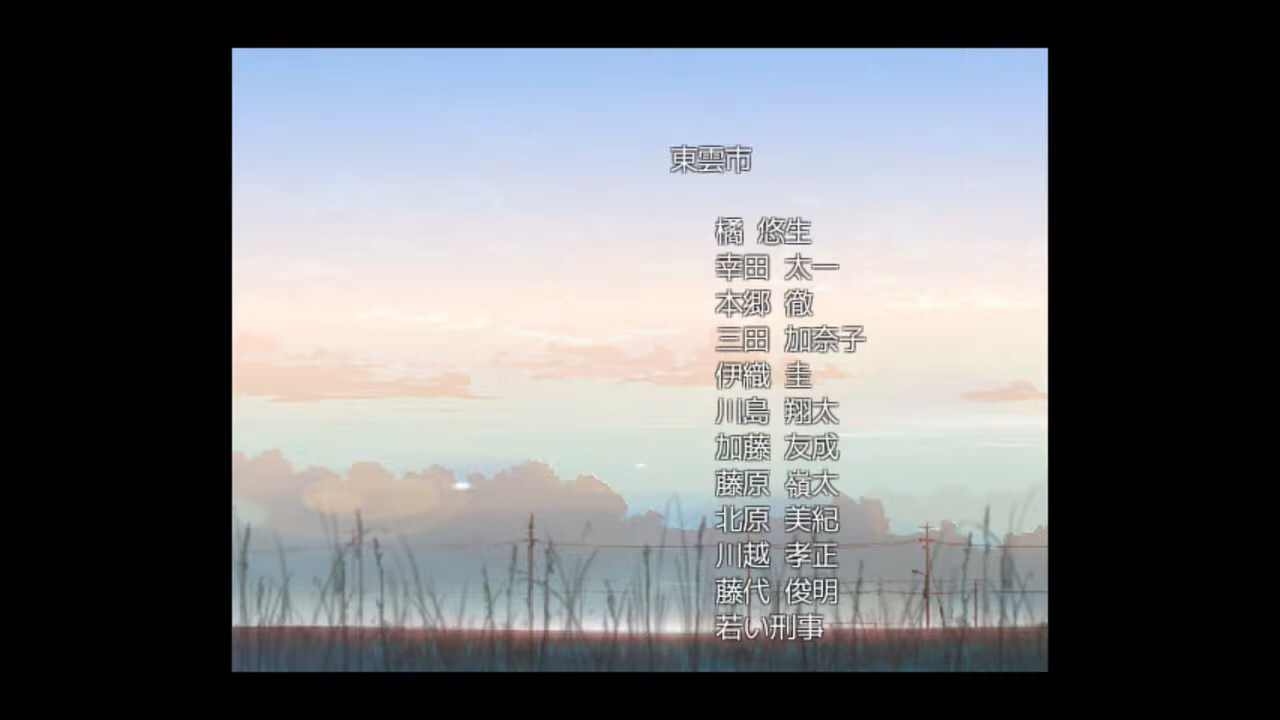 東雲市
橘 悠生
幸田 太一
本郷 徹
三田 加奈子
伊織 圭
川島 翔太
加藤 友成
藤原 嶺太
北原 美紀
川越 孝正
藤代 俊明
若い刑事